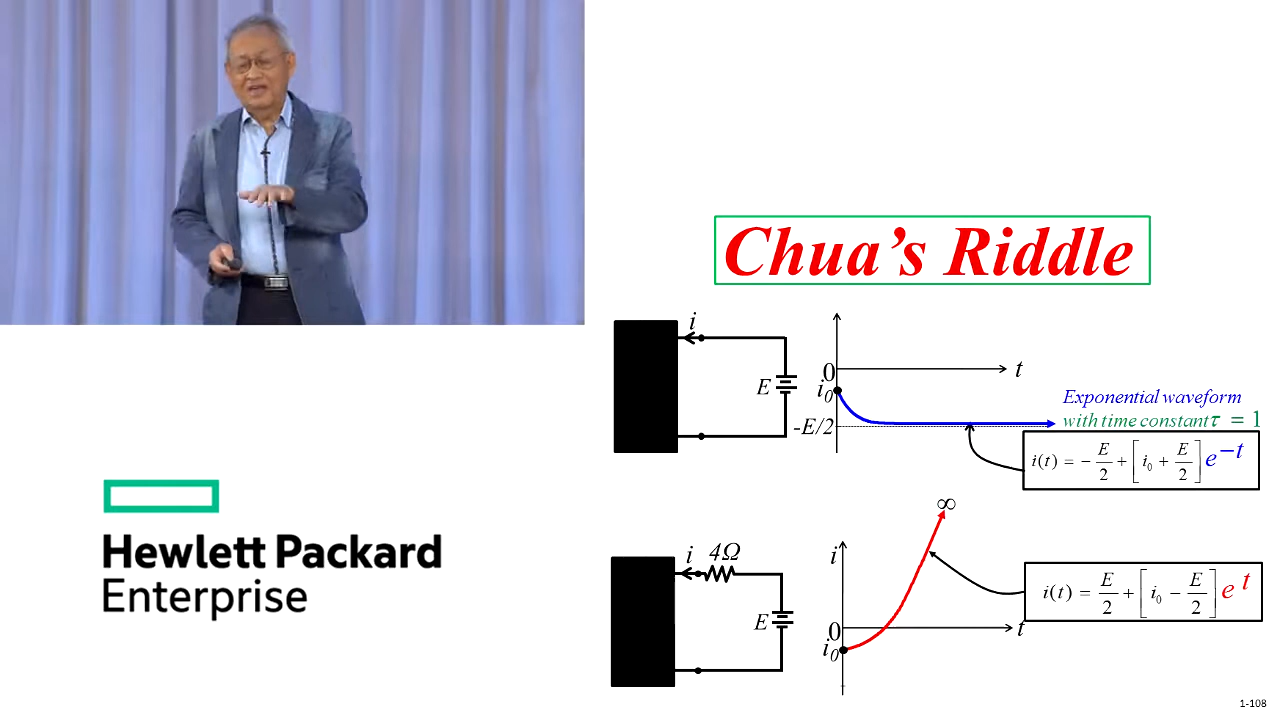 Chua's Riddle
i
E
0
t
i₀
-E/2
Exponential waveform
with time constant τ = 1
i(t) = - E/2 + [i₀ + E/2] e⁻ᵗ
∞
i 4Ω
E
i
0
t
i₀
i(t) = E/2 + [i₀ - E/2] e ᵗ
Hewlett Packard
Enterprise
1-108